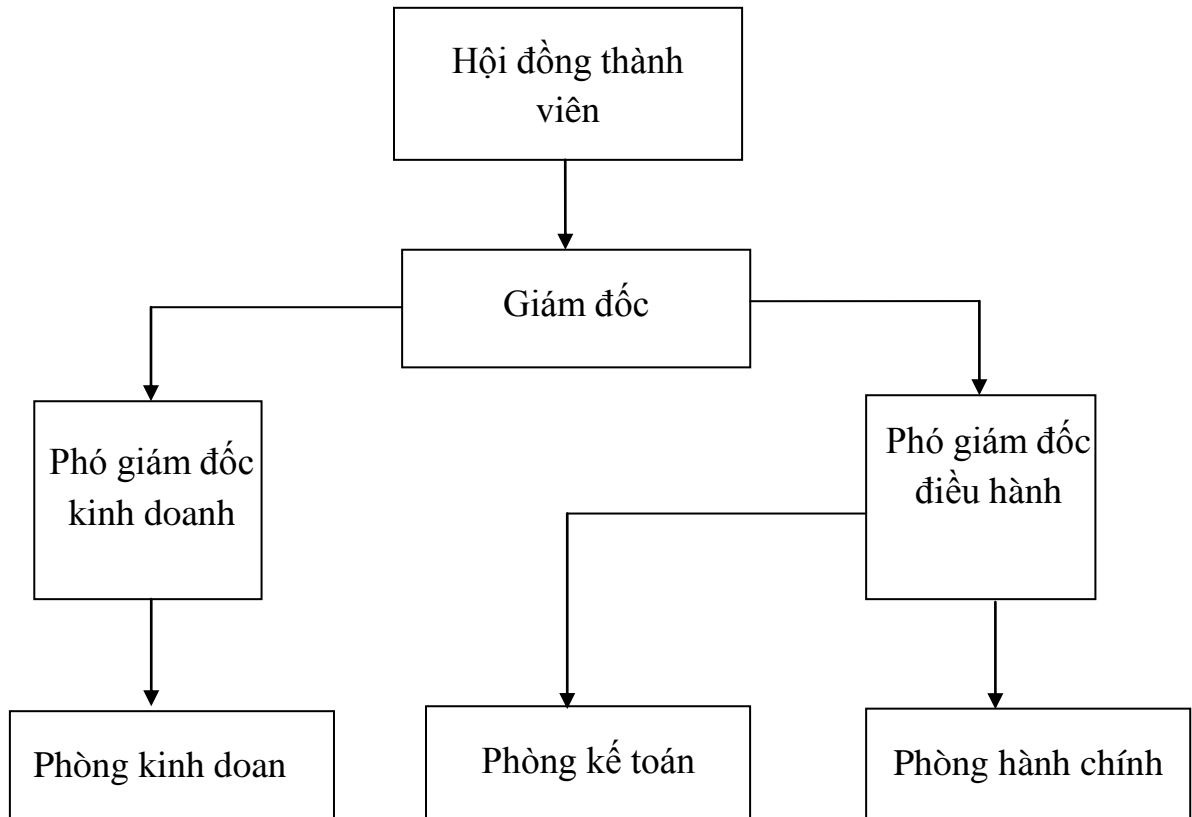 Hội đồng thành
viên
Giám đốc
Phó giám đốc
kinh doanh
Phó giám đốc
điều hành
Phòng kinh doan
Phòng kế toán
Phòng hành chính